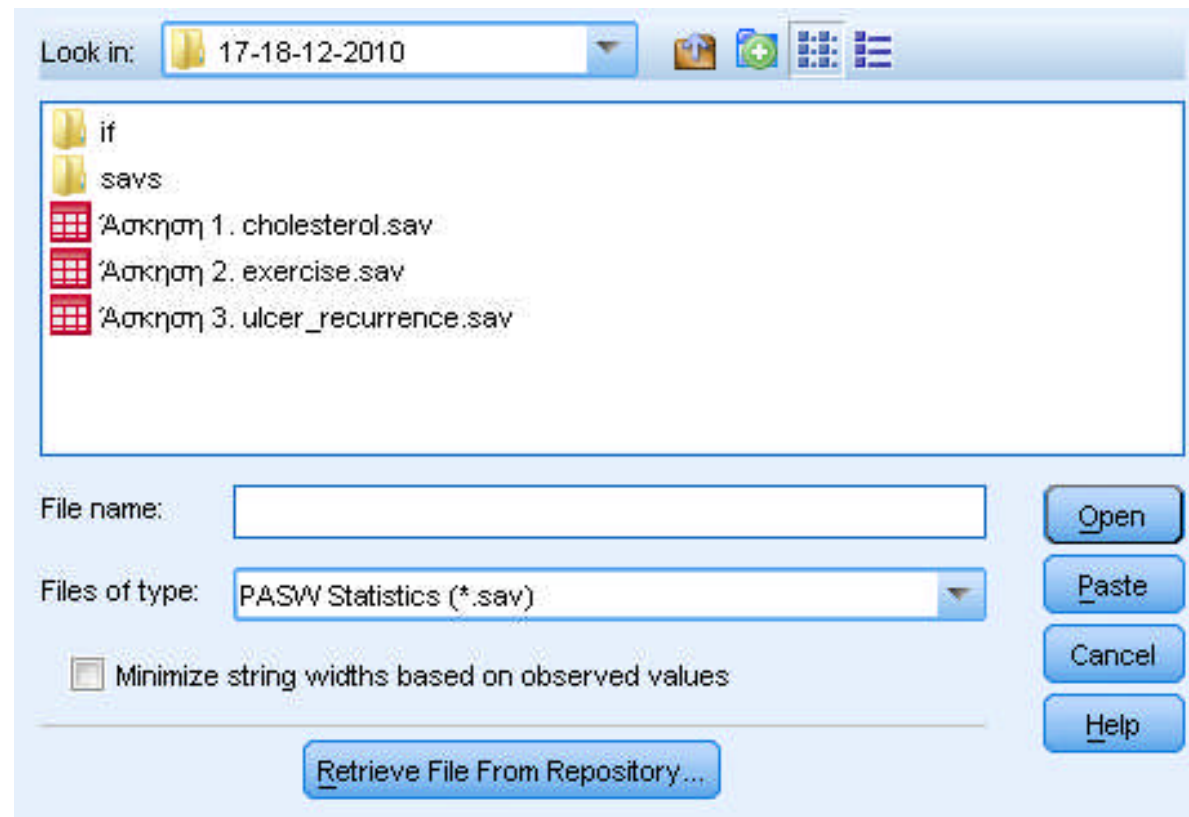 Look in: 17-18-12-2010
if
savs
Άσκηση 1. cholesterol.sav
Άσκηση 2. exercise.sav
Άσκηση 3. ulcer_recurrence.sav
File name:
Open
Files of type: PASW Statistics (*.sav)
Paste
Minimize string widths based on observed values
Cancel
Help
Retrieve File From Repository...